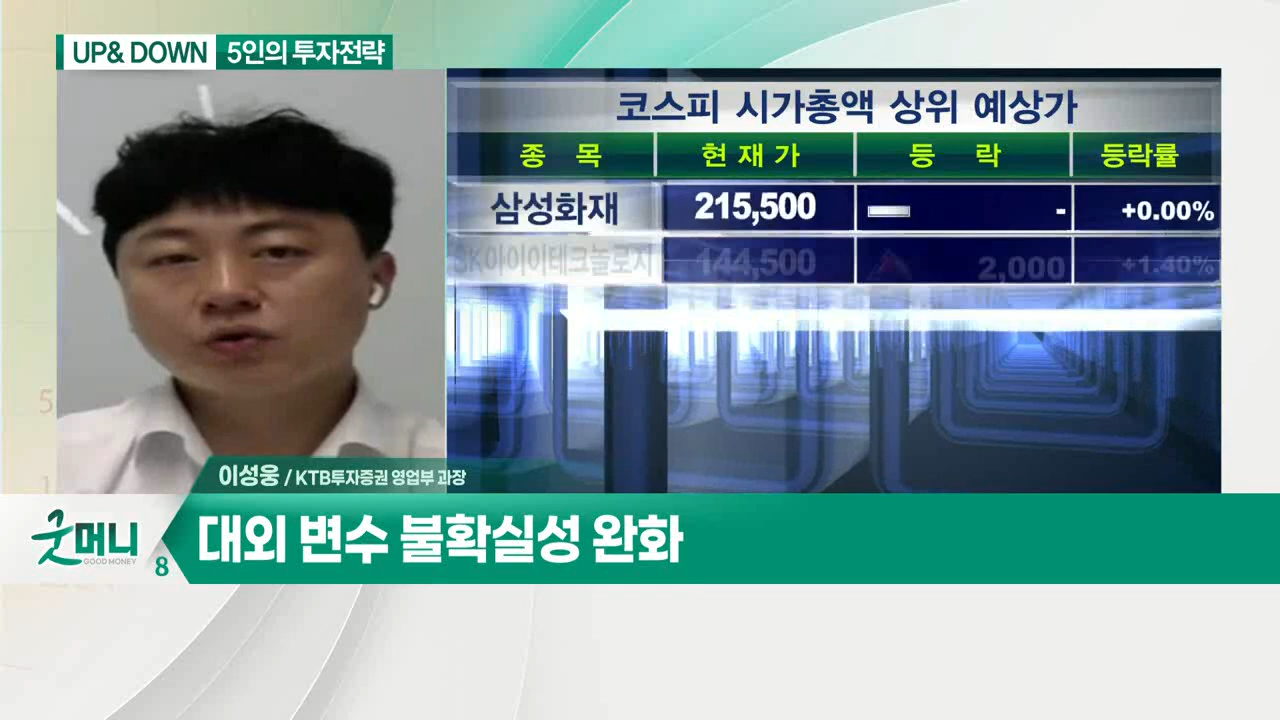 UP& DOWN 5인의 투자전략
코스피 시가총액 상위 예상가
종 목 현 재 가 등 락 등락률
삼성화재 215,500 - +0.00%
SK아이이테크놀로지 144,500 2,000 +1.40%
5
1
이성웅 / KTB투자증권 영업부 과장
굿머니
GOOD MONEY
8
대외 변수 불확실성 완화